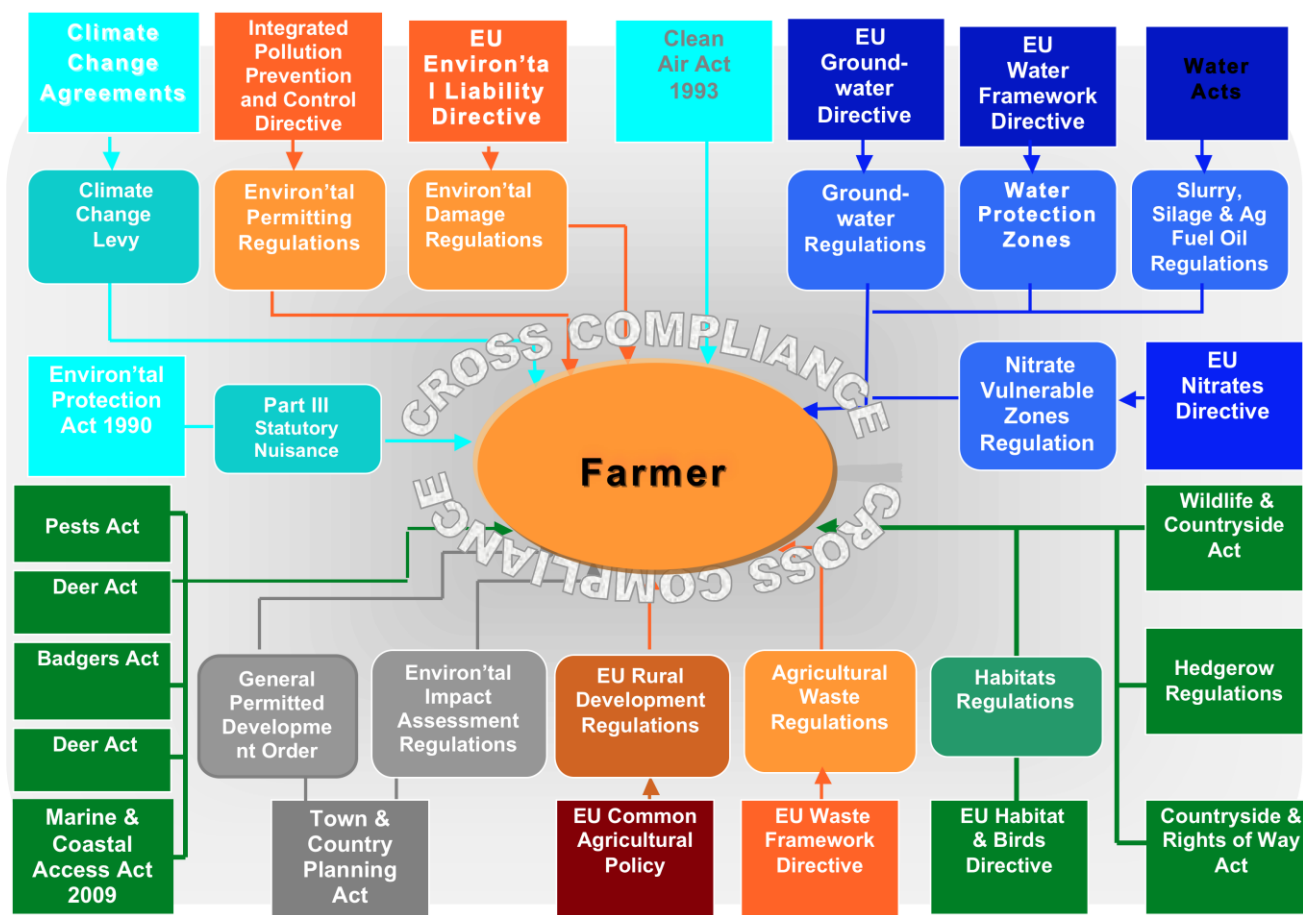 Climate
Change
Agreements
Integrated
Pollution
Prevention
and Control
Directive
EU
Environ'ta
l Liability
Directive
Clean
Air Act
1993
EU
Ground-
water
Directive
EU
Water
Framework
Directive
Water
Acts
Climate
Change
Levy
Environ'tal
Permitting
Regulations
Environ'tal
Damage
Regulations
Ground-
water
Regulations
Water
Protection
Zones
Slurry,
Silage & Ag
Fuel Oil
Regulations
CROSS COMPLIANCE
Environ'tal
Protection
Act 1990
Part III
Statutory
Nuisance
Farmer
Nitrate
Vulnerable
Zones
Regulation
EU
Nitrates
Directive
CROSS COMPLIANCE
Pests Act
Deer Act
Badgers Act
Deer Act
Marine &
Coastal
Access Act
2009
Wildlife &
Countryside
Act
General
Permitted
Developme
nt Order
Environ'tal
Impact
Assessment
Regulations
EU Rural
Development
Regulations
Agricultural
Waste
Regulations
Habitats
Regulations
Hedgerow
Regulations
Town &
Country
Planning
Act
EU Common
Agricultural
Policy
EU Waste
Framework
Directive
EU Habitat
& Birds
Directive
Countryside &
Rights of Way
Act